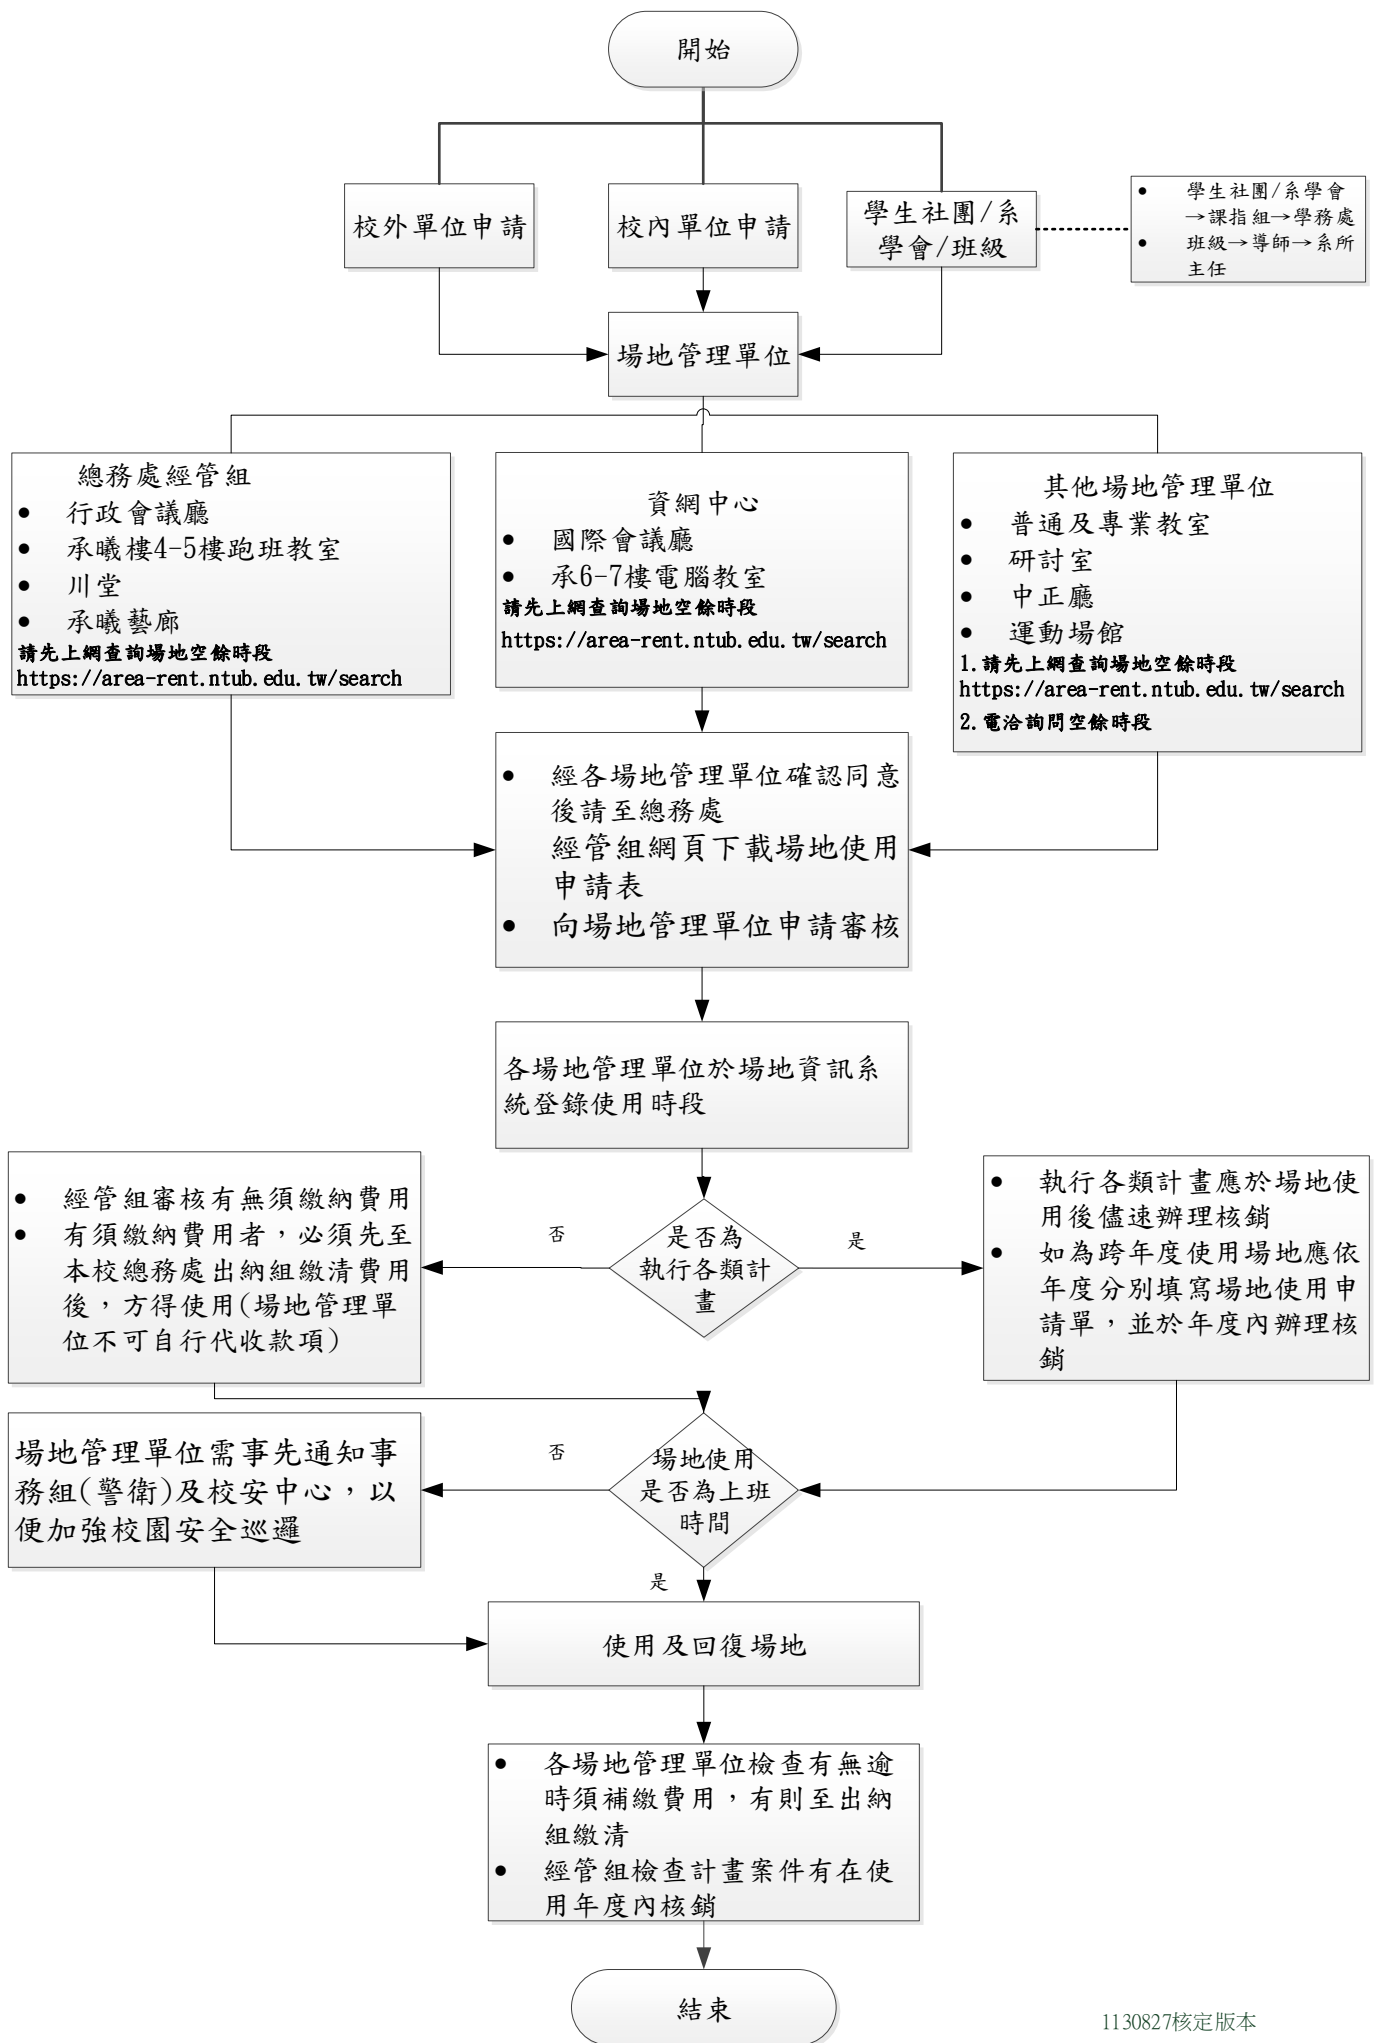 開始
校外單位申請
校內單位申請
學生社團/系
學會/班級
● 學生社團/系學會
→課指組→學務處
● 班級→導師→系所
主任
場地管理單位
總務處經管組
● 行政會議廳
● 承曦樓4-5樓跑班教室
● 川堂
● 承曦藝廊
請先上網查詢場地空餘時段
https://area-rent.ntub.edu.tw/search
資網中心
● 國際會議廳
● 承6-7樓電腦教室
請先上網查詢場地空餘時段
https://area-rent.ntub.edu.tw/search
其他場地管理單位
● 普通及專業教室
● 研討室
● 中正廳
● 運動場館
1.請先上網查詢場地空餘時段
https://area-rent.ntub.edu.tw/search
2.電洽詢問空餘時段
● 經各場地管理單位確認同意
後請至總務處
經管組網頁下載場地使用
申請表
● 向場地管理單位申請審核
各場地管理單位於場地資訊系
統登錄使用時段
● 經管組審核有無須繳納費用
● 有須繳納費用者，必須先至
本校總務處出納組繳清費用
後，方得使用(場地管理單
位不可自行代收款項)
否
是否為
執行各類計
畫
是
● 執行各類計畫應於場地使
用後儘速辦理核銷
● 如為跨年度使用場地應依
年度分別填寫場地使用申
請單，並於年度內辦理核
銷
場地管理單位需事先通知事
務組(警衛)及校安中心，以
便加強校園安全巡邏
否
場地使用
是否為上班
時間
是
使用及回復場地
● 各場地管理單位檢查有無逾
時須補繳費用，有則至出納
組繳清
● 經管組檢查計畫案件有在使
用年度內核銷
結束
1130827核定版本